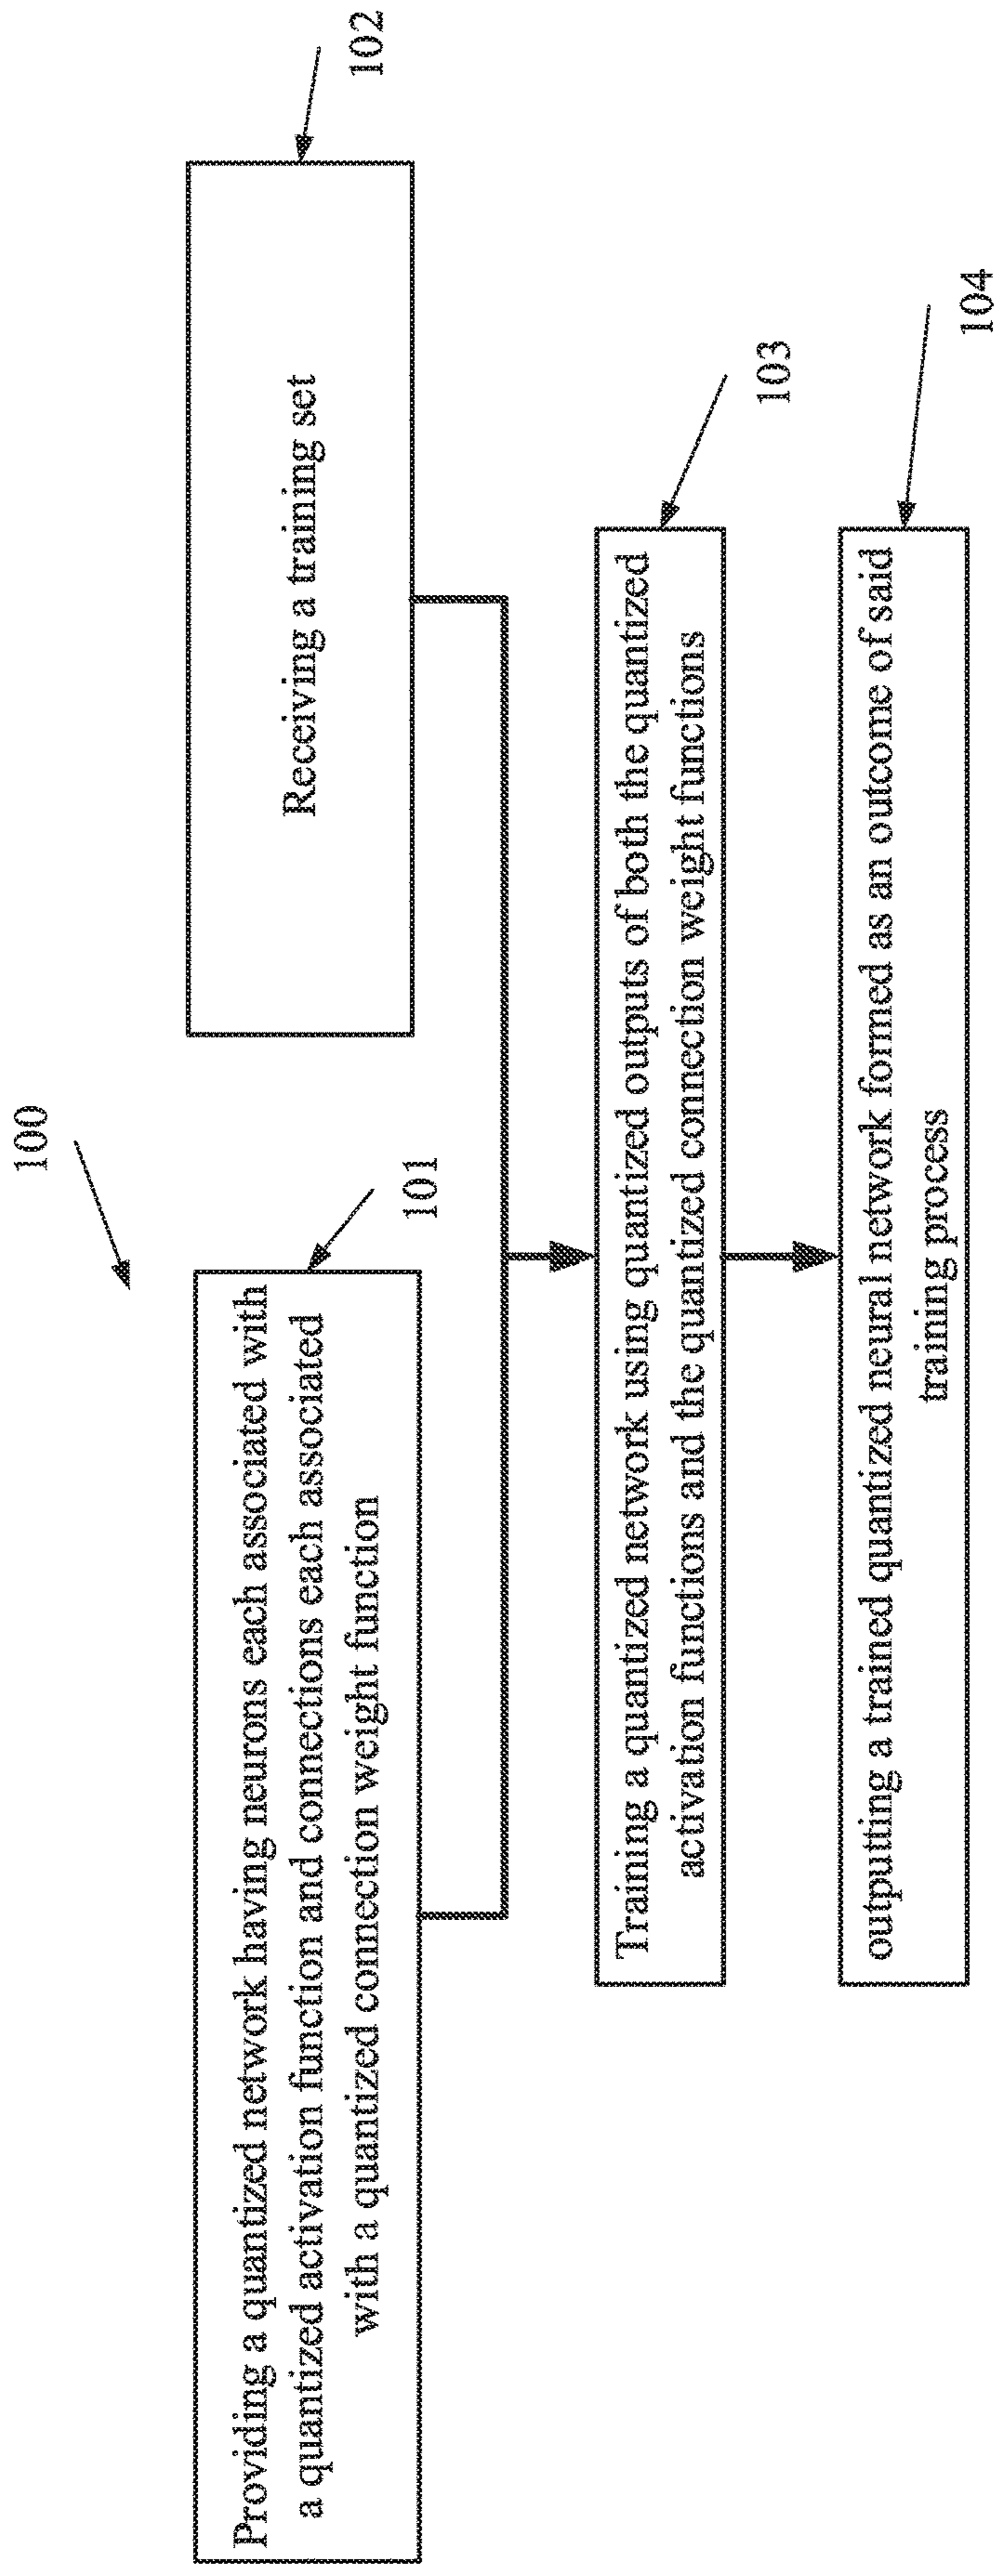 100
101
Providing a quantized network having neurons each associated with
a quantized activation function and connections each associated
with a quantized connection weight function
102
Receiving a training set
103
Training a quantized network using quantized outputs of both the quantized
activation functions and the quantized connection weight functions
104
outputting a trained quantized neural network formed as an outcome of said
training process